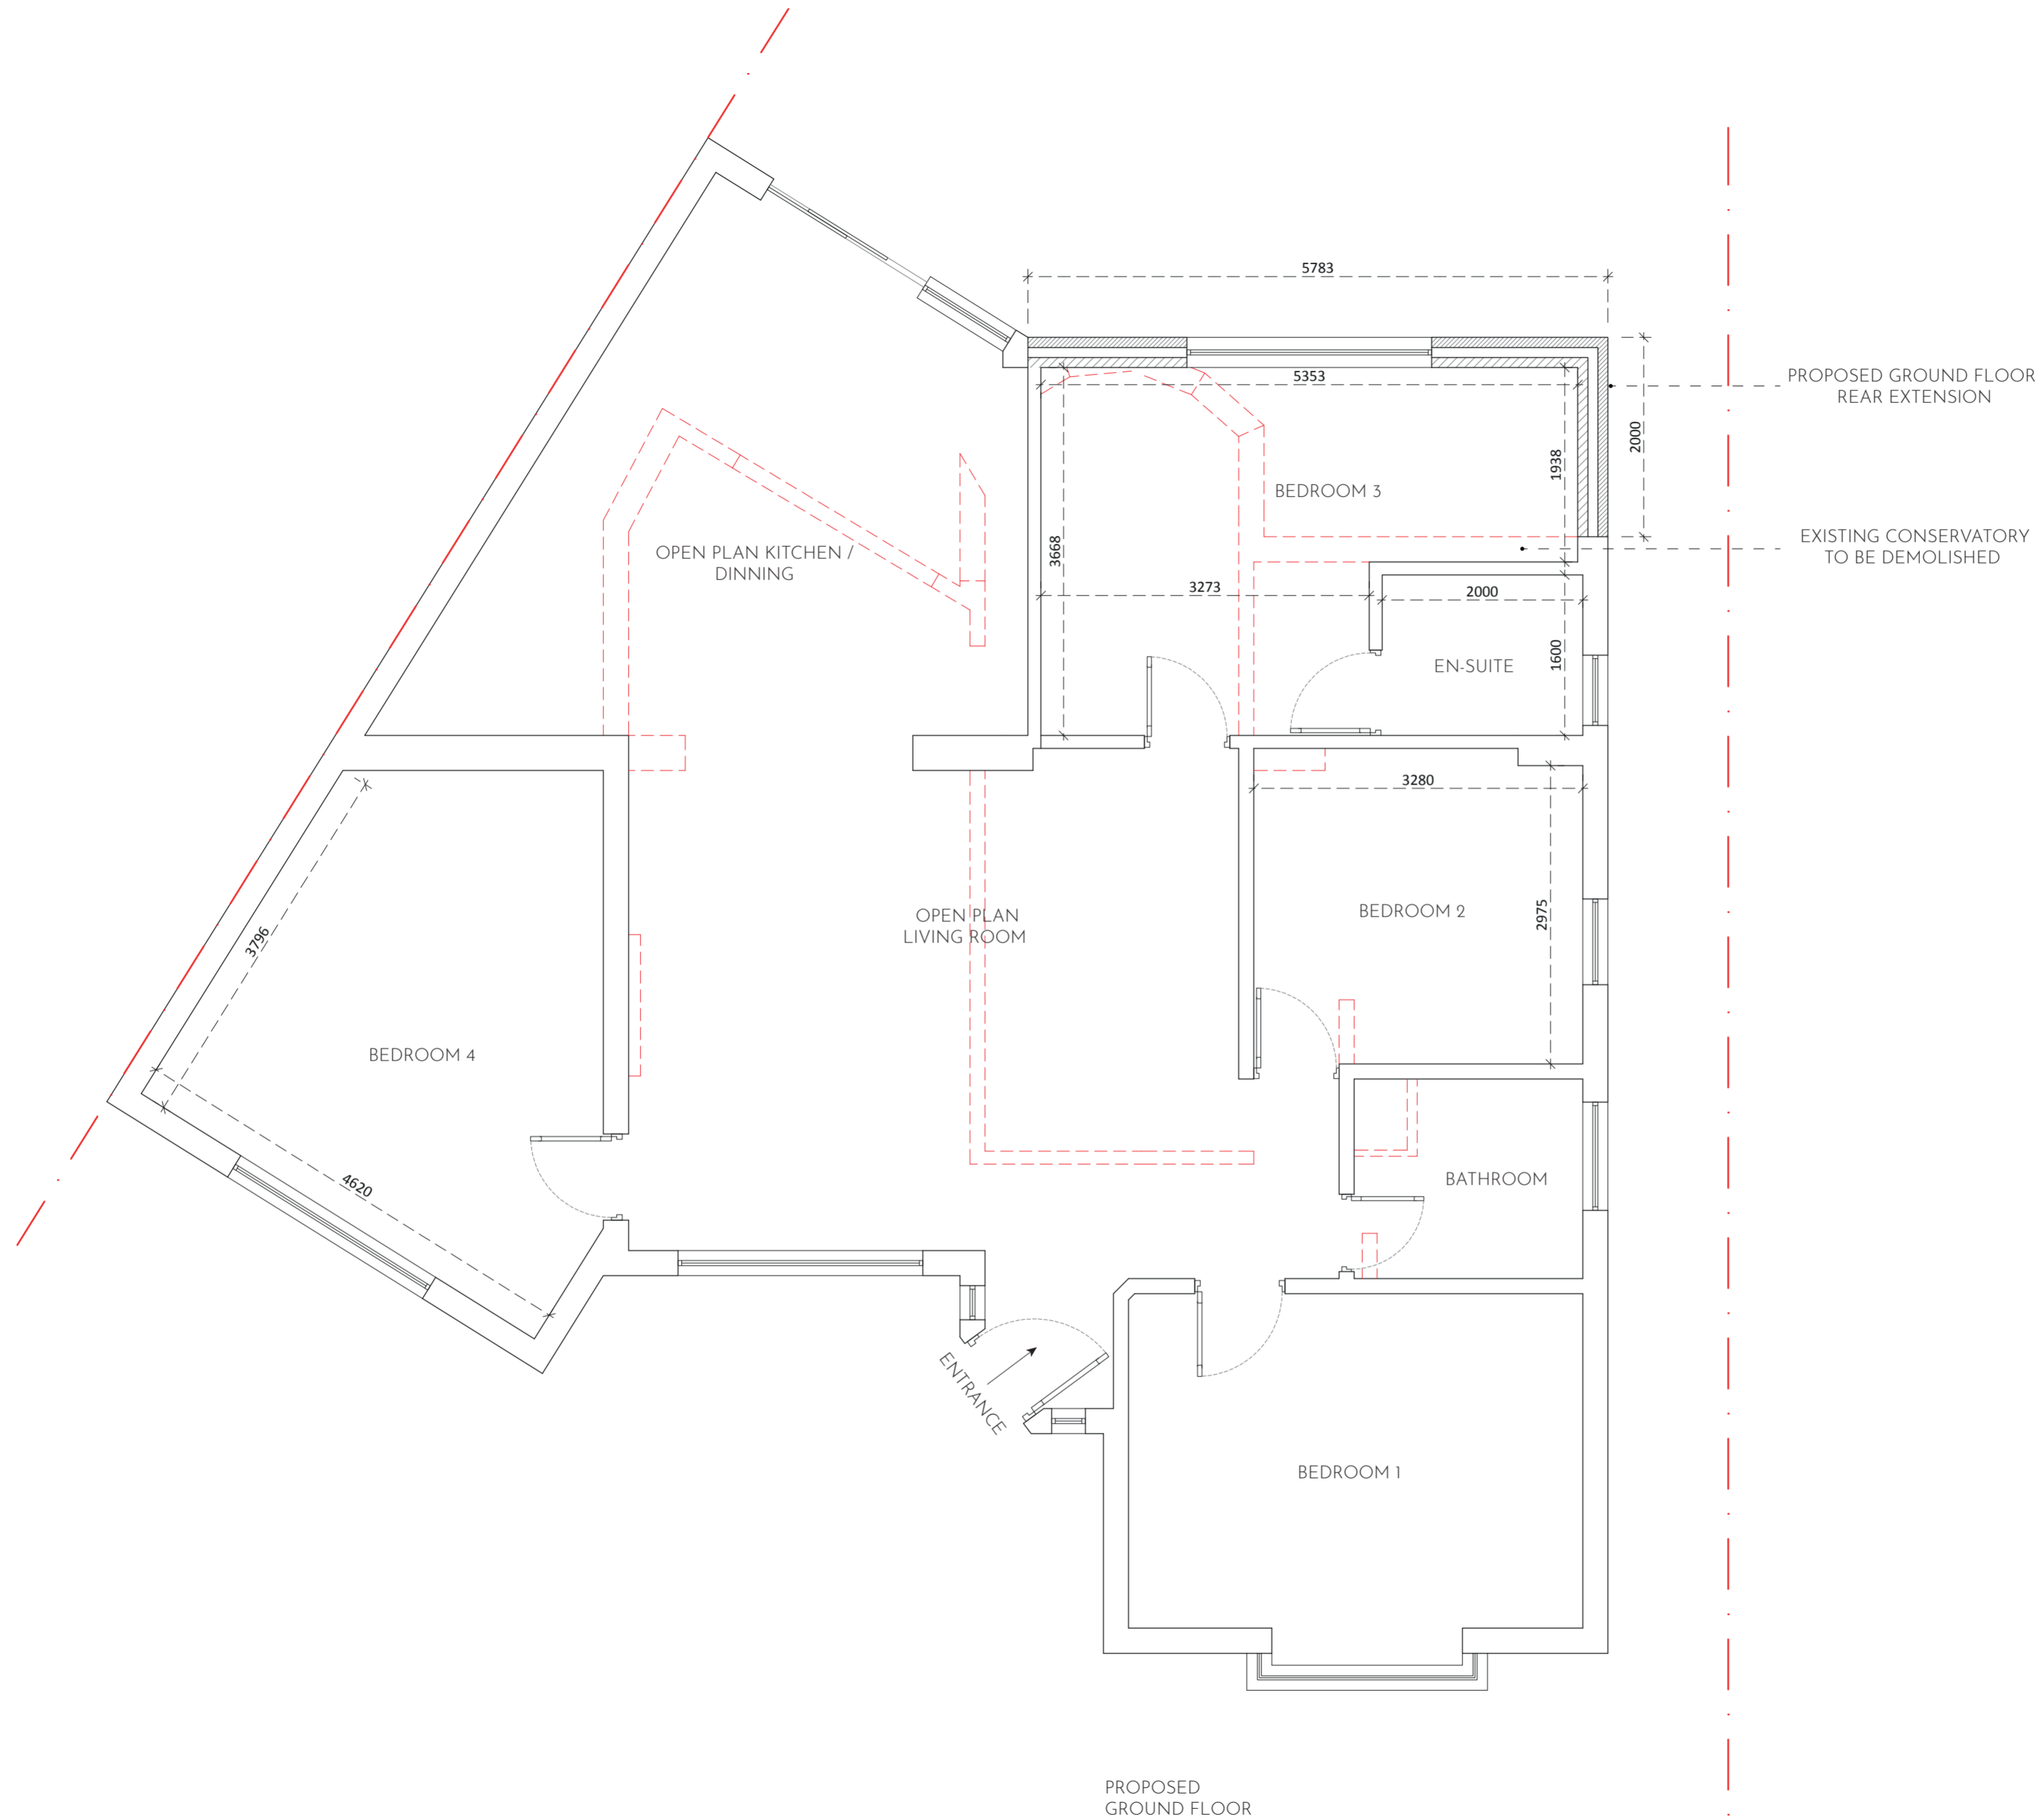 5783
PROPOSED GROUND FLOOR
REAR EXTENSION
5353
2000
1938
BEDROOM 3
EXISTING CONSERVATORY
TO BE DEMOLISHED
OPEN PLAN KITCHEN /
DINNING
3668
3273
2000
1600
EN-SUITE
3280
BEDROOM 2
2975
OPEN PLAN
LIVING ROOM
3796
BEDROOM 4
4620
BATHROOM
ENTRANCE
BEDROOM 1
PROPOSED
GROUND FLOOR